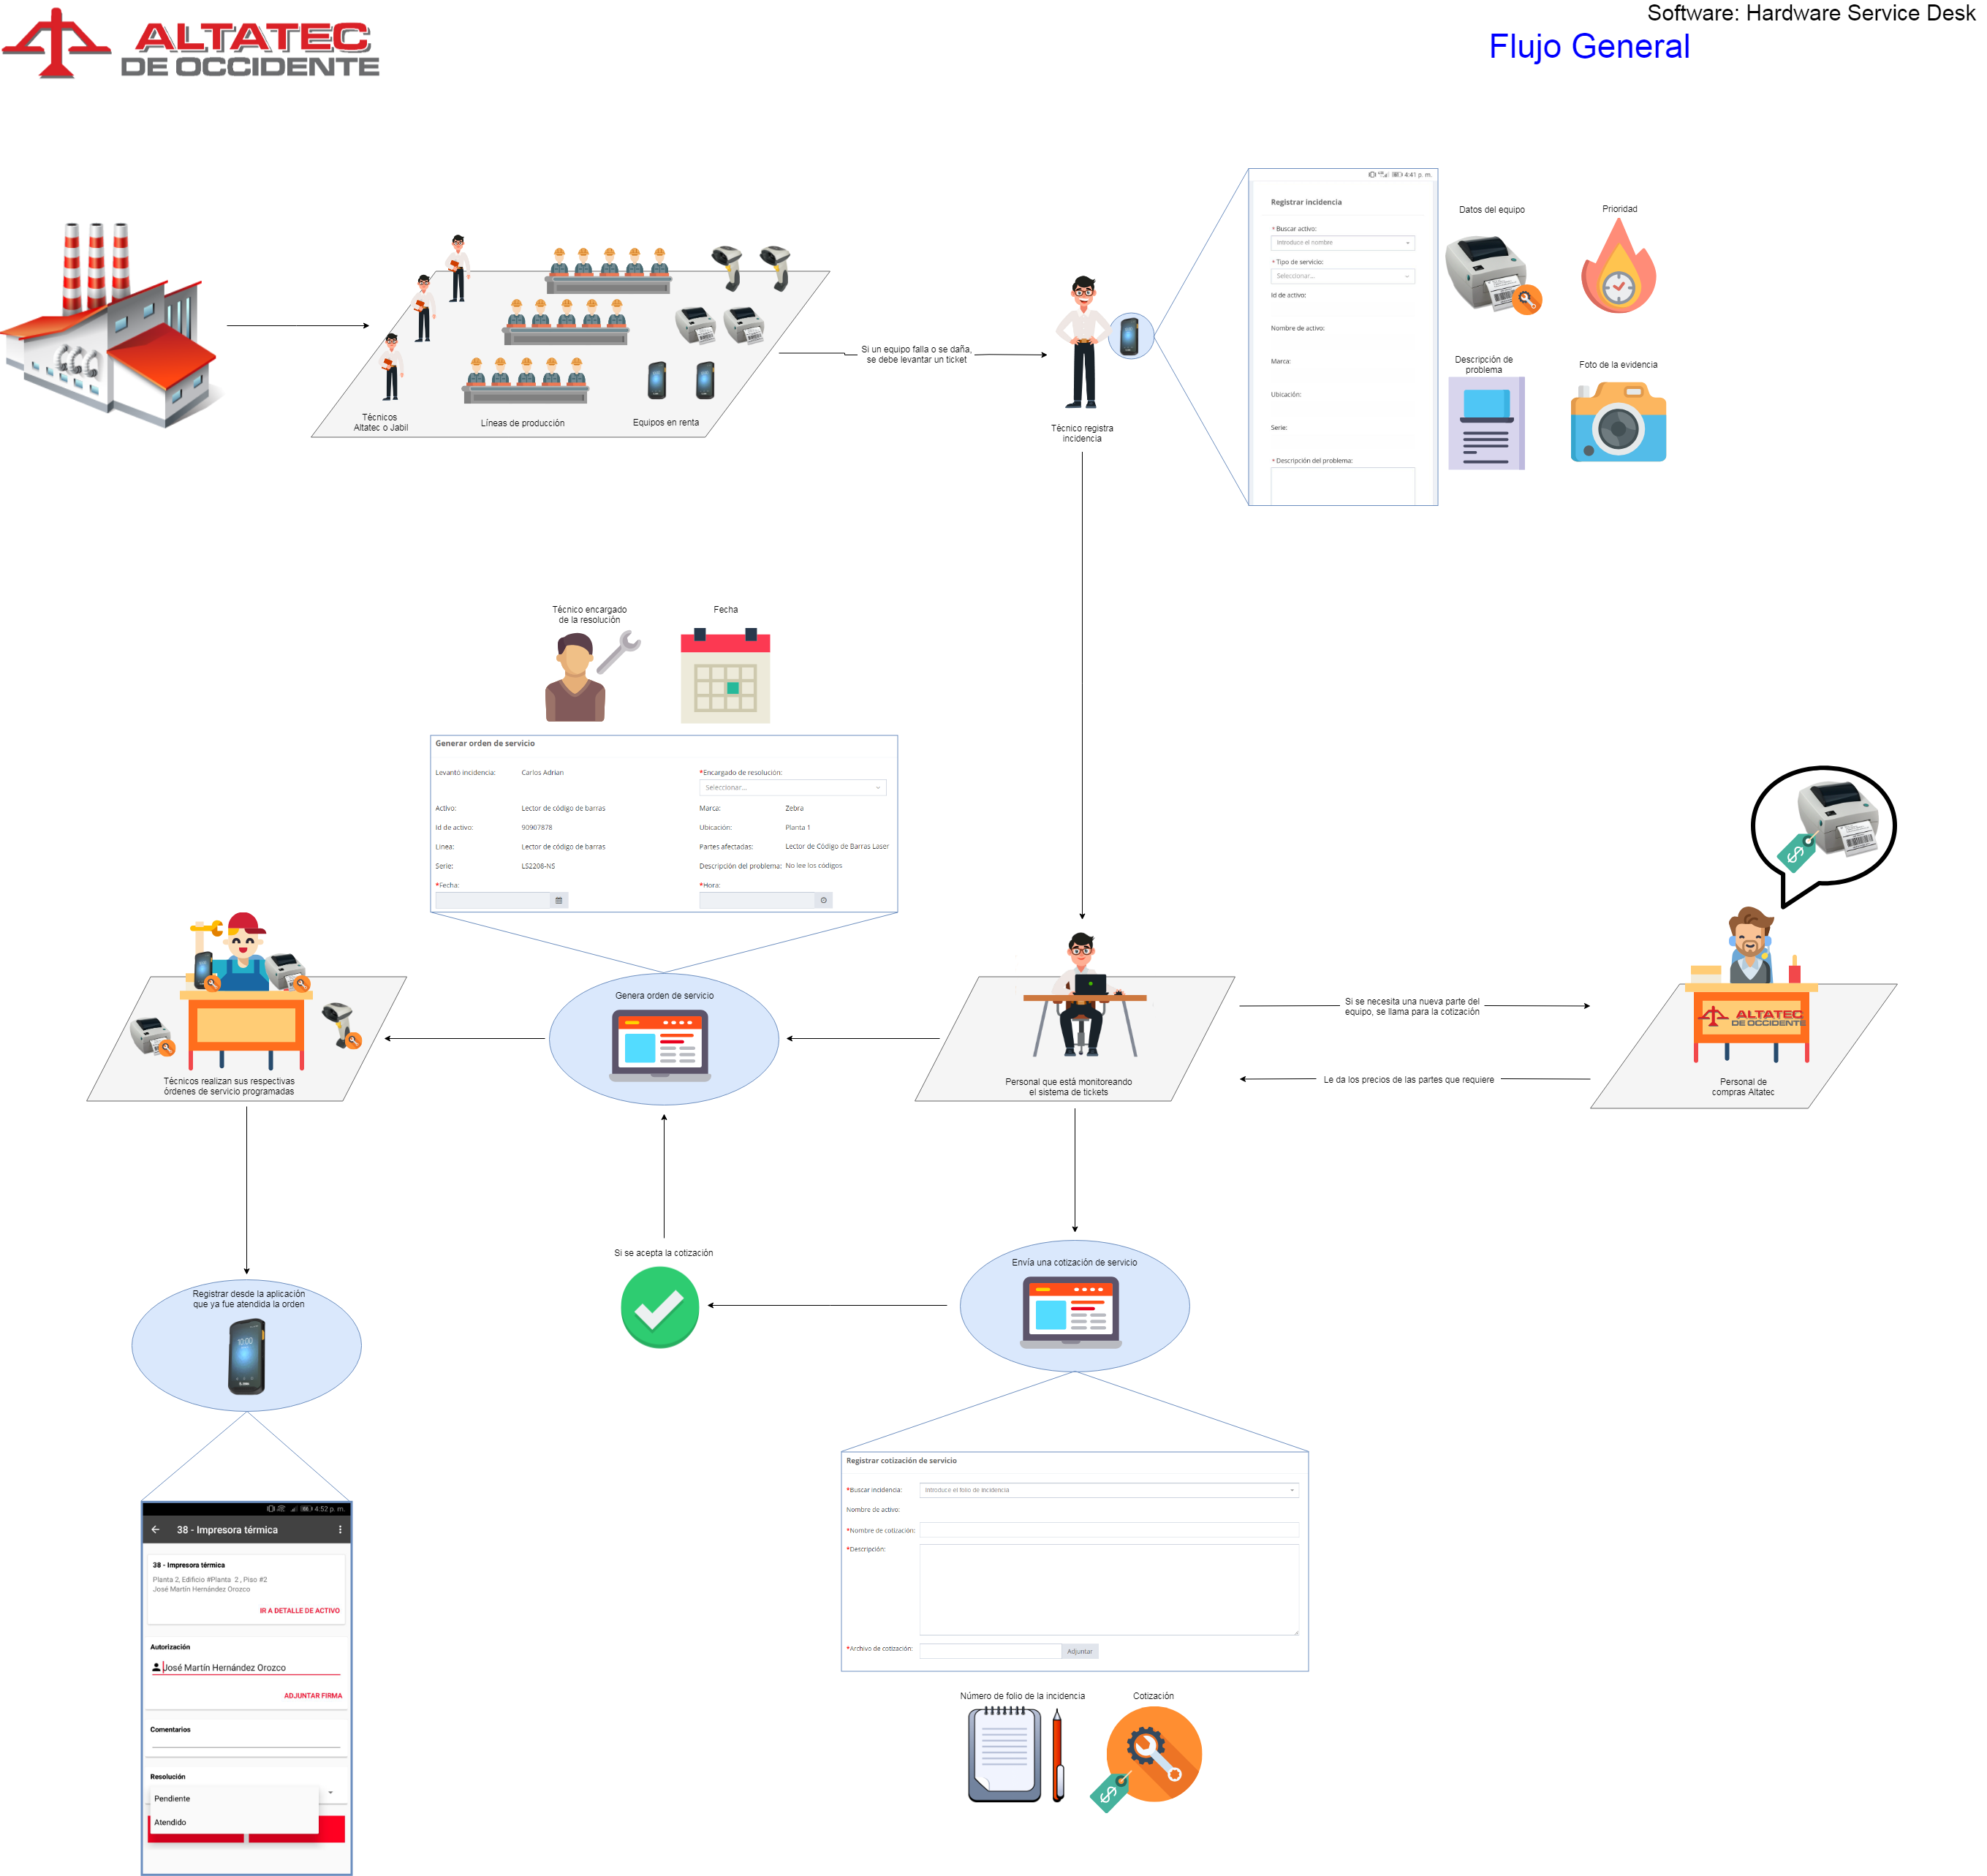 ALTATEC
DE OCCIDENTE
Software: Hardware Service Desk
Flujo General
Técnicos
Altatec o Jabil
Líneas de producción
Equipos en renta
Si un equipo falla o se daña,
se debe levantar un ticket
Técnico registra
incidencia
4:41 p. m.
Registrar incidencia
* Buscar activo:
Introduce el nombre
* Tipo de servicio:
Seleccionar...
Id de activo:
Nombre de activo:
Marca:
Ubicación:
Serie:
* Descripción del problema:
Datos del equipo
Prioridad
Descripción de
problema
Foto de la evidencia
Técnico encargado
de la resolución
Fecha
Generar orden de servicio
Levantó incidencia: Carlos Adrian *Encargado de resolución:
Seleccionar...
Activo: Lector de código de barras Marca: Zebra
Id de activo: 90907878 Ubicación: Planta 1
Línea: Lector de código de barras Partes afectadas: Lector de Código de Barras Laser
Serie: LS2208-NS Descripción del problema: No lee los códigos
*Fecha: *Hora:
Técnicos realizan sus respectivas
órdenes de servicio programadas
Genera orden de servicio
Personal que está monitoreando
el sistema de tickets
Si se necesita una nueva parte del
equipo, se llama para la cotización
Le da los precios de las partes que requiere
ALTATEC
DE OCCIDENTE
Personal de
compras Altatec
Si se acepta la cotización
Envía una cotización de servicio
Registrar desde la aplicación
que ya fue atendida la orden
10:00
Registrar cotización de servicio
*Buscar incidencia: Introduce el folio de incidencia
Nombre de activo:
*Nombre de cotización:
*Descripción:
*Archivo de cotización: Adjuntar
Número de folio de la incidencia
Cotización
4:52 p. m.
38 - Impresora térmica
38 - Impresora térmica
Planta 2, Edificio #Planta 2 , Piso #2
José Martín Hernández Orozco
IR A DETALLE DE ACTIVO
Autorización
José Martín Hernández Orozco
ADJUNTAR FIRMA
Comentarios
Resolución
Pendiente
Atendido